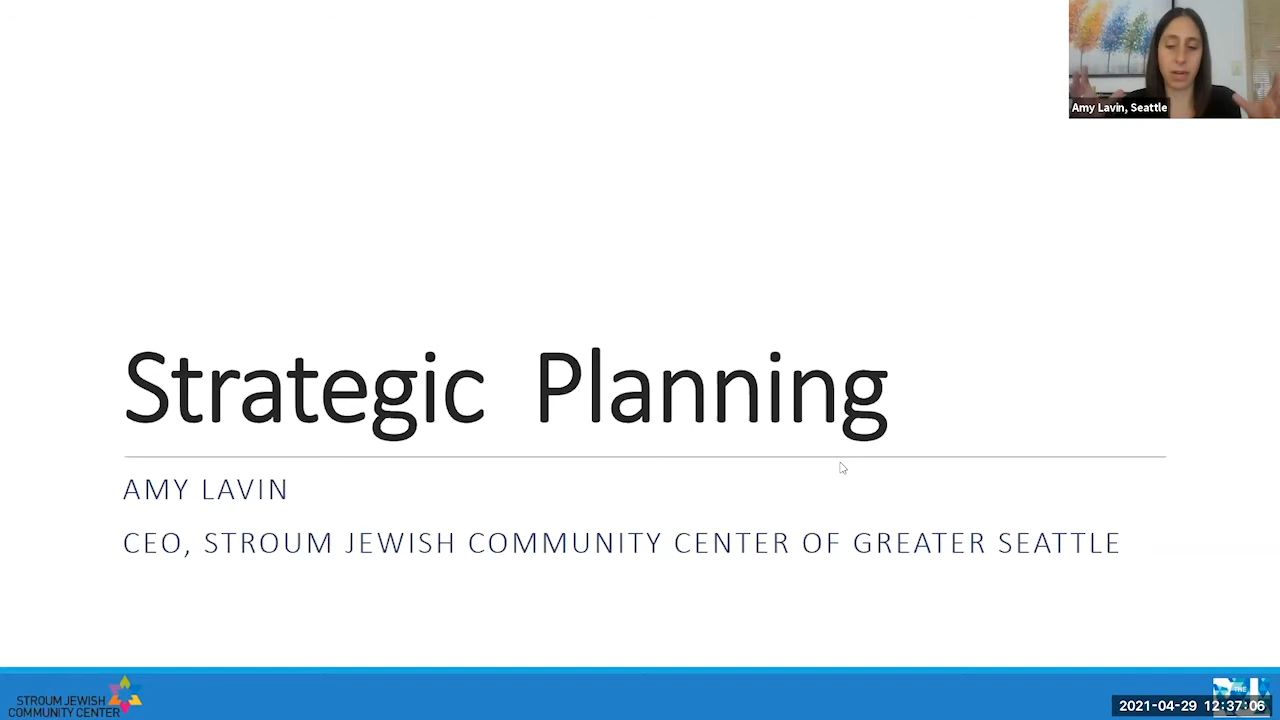 Amy Lavin, Seattle
Strategic Planning
AMY LAVIN
CEO, STROUM JEWISH COMMUNITY CENTER OF GREATER SEATTLE
STROUM JEWISH
COMMUNITY CENTER
THE
2021-04-29 12:37:06